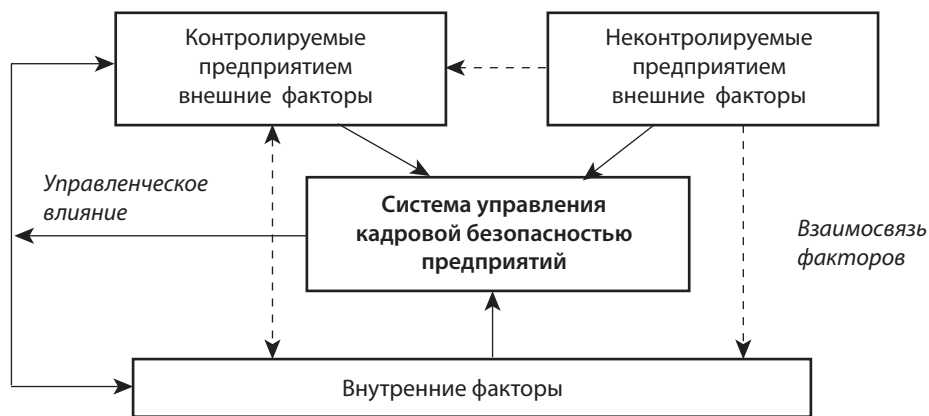 Контролируемые
предприятием
внешние факторы
Неконтролируемые
предприятием
внешние факторы
Управленческое
влияние
Система управления
кадровой безопасностью
предприятий
Взаимосвязь
факторов
Внутренние факторы